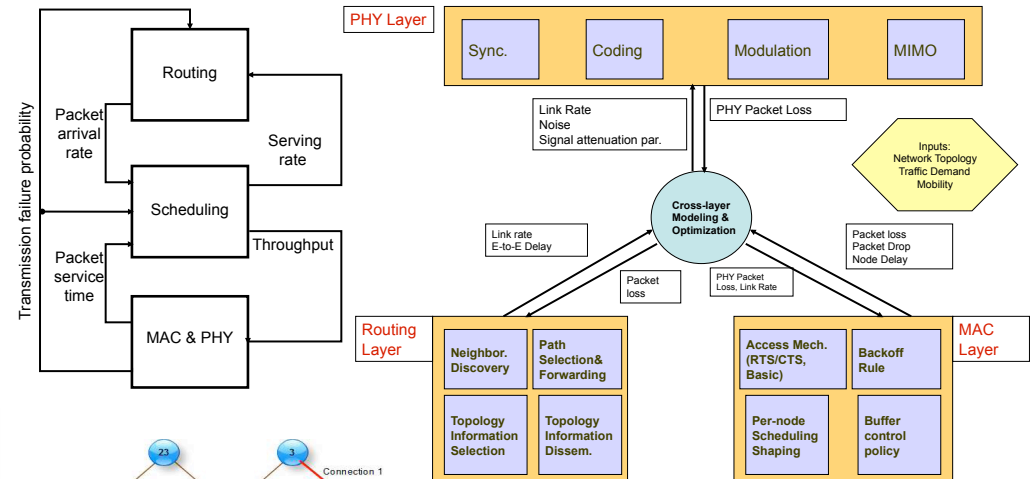 Transmission failure probability
Routing
Packet
arrival
rate
Serving
rate
Scheduling
Throughput
Packet
service
time
MAC & PHY
23
3
Connection 1
PHY Layer
Sync.
Coding
Modulation
MIMO
Link Rate
Noise
Signal attenuation par.
PHY Packet Loss
Inputs:
Network Topology
Traffic Demand
Mobility
Cross-layer
Modeling &
Optimization
Link rate
E-to-E Delay
Packet
loss
PHY Packet
Loss, Link Rate
Packet loss
Packet Drop
Node Delay
Routing
Layer
Neighbor.
Discovery
Path
Selection&
Forwarding
Topology
Information
Selection
Topology
Information
Dissem.
Access Mech.
(RTS/CTS,
Basic)
Backoff
Rule
Per-node
Scheduling
Shaping
Buffer
control
policy
MAC
Layer